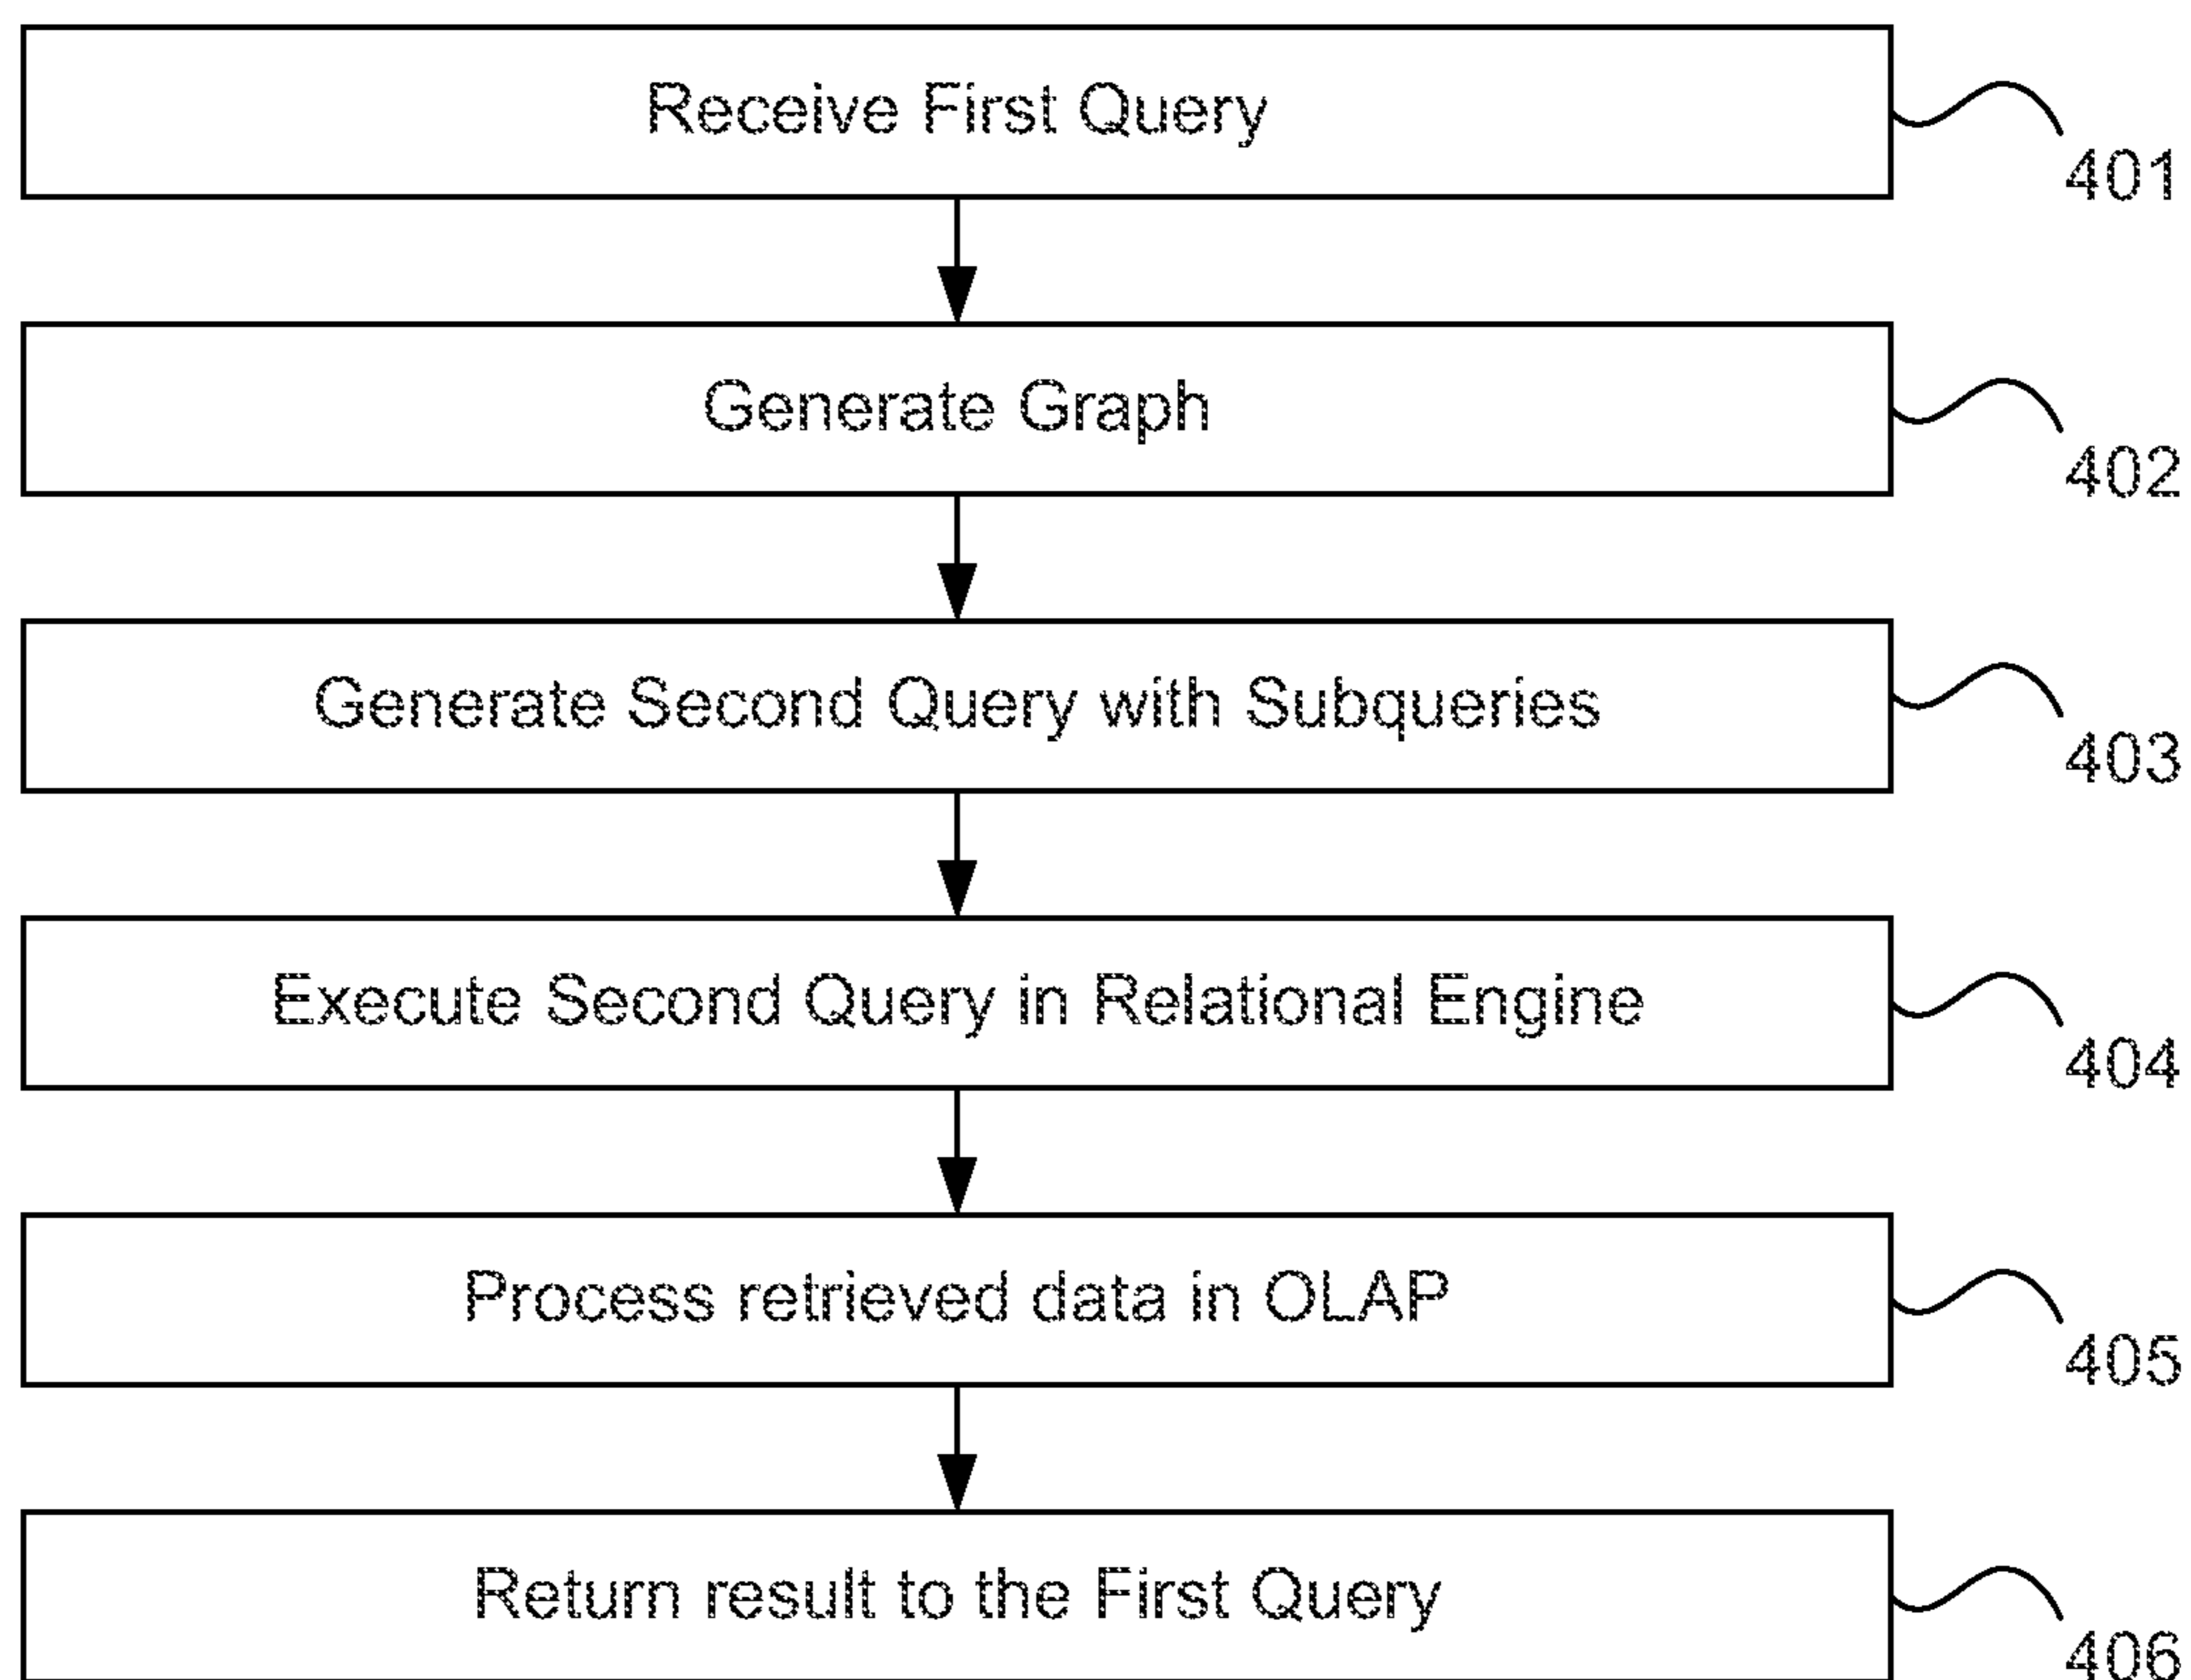 Receive First Query
401
Generate Graph
402
Generate Second Query with Subqueries
403
Execute Second Query in Relational Engine
404
Process retrieved data in OLAP
405
Return result to the First Query
406